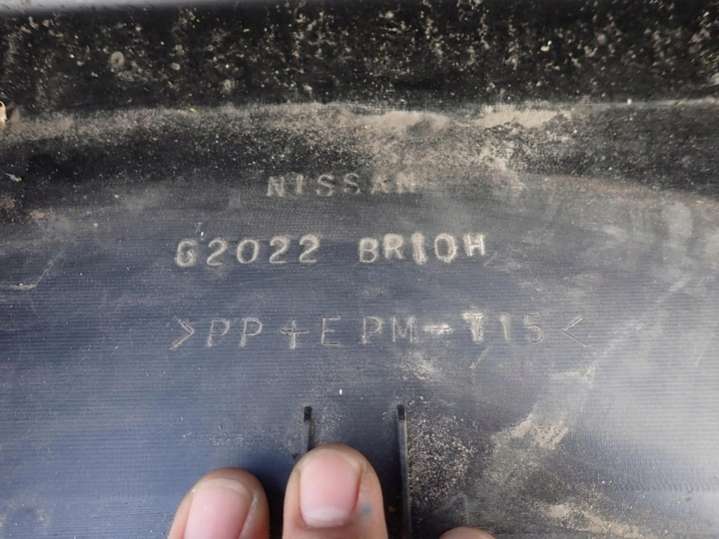 NISSAN
G2022 BR10H
>PP+EPM-T15<